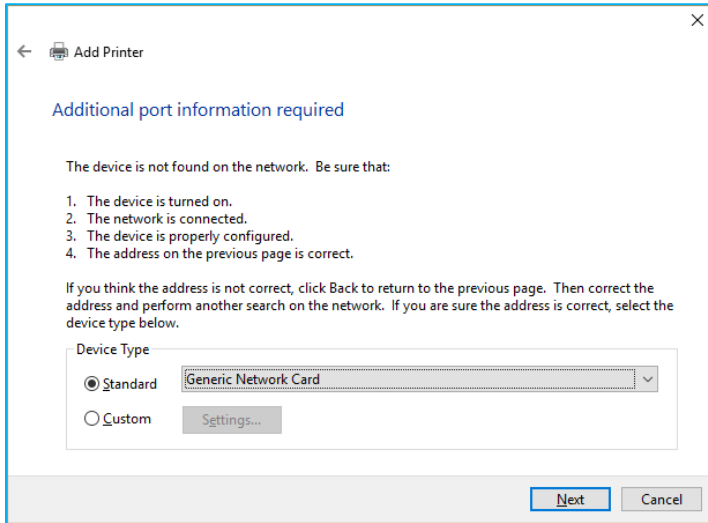 Add Printer
Additional port information required
The device is not found on the network.  Be sure that:
1.  The device is turned on.
2.  The network is connected.
3.  The device is properly configured.
4.  The address on the previous page is correct.
If you think the address is not correct, click Back to return to the previous page.  Then correct the
address and perform another search on the network.  If you are sure the address is correct, select the
device type below.
Device Type
Standard
Generic Network Card
Custom
Settings...
Next
Cancel